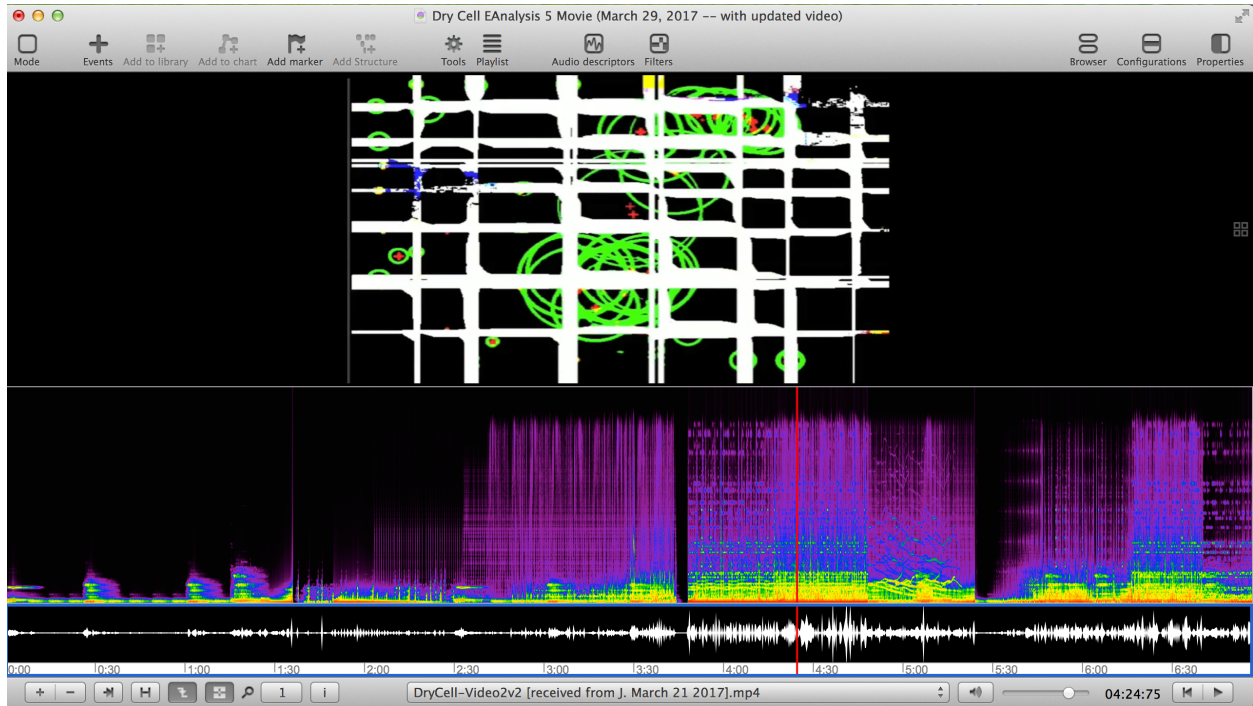 Dry Cell EAnalysis 5 Movie (March 29, 2017 -- with updated video)
Mode Events Add to library Add to chart Add marker Add Structure Tools Playlist Audio descriptors Filters Browser Configurations Properties
0:00 0:30 1:00 1:30 2:00 2:30 3:00 3:30 4:00 4:30 5:00 5:30 6:00 6:30
+ - H 1 i DryCell-Video2v2 [received from J. March 21 2017].mp4 04:24:75